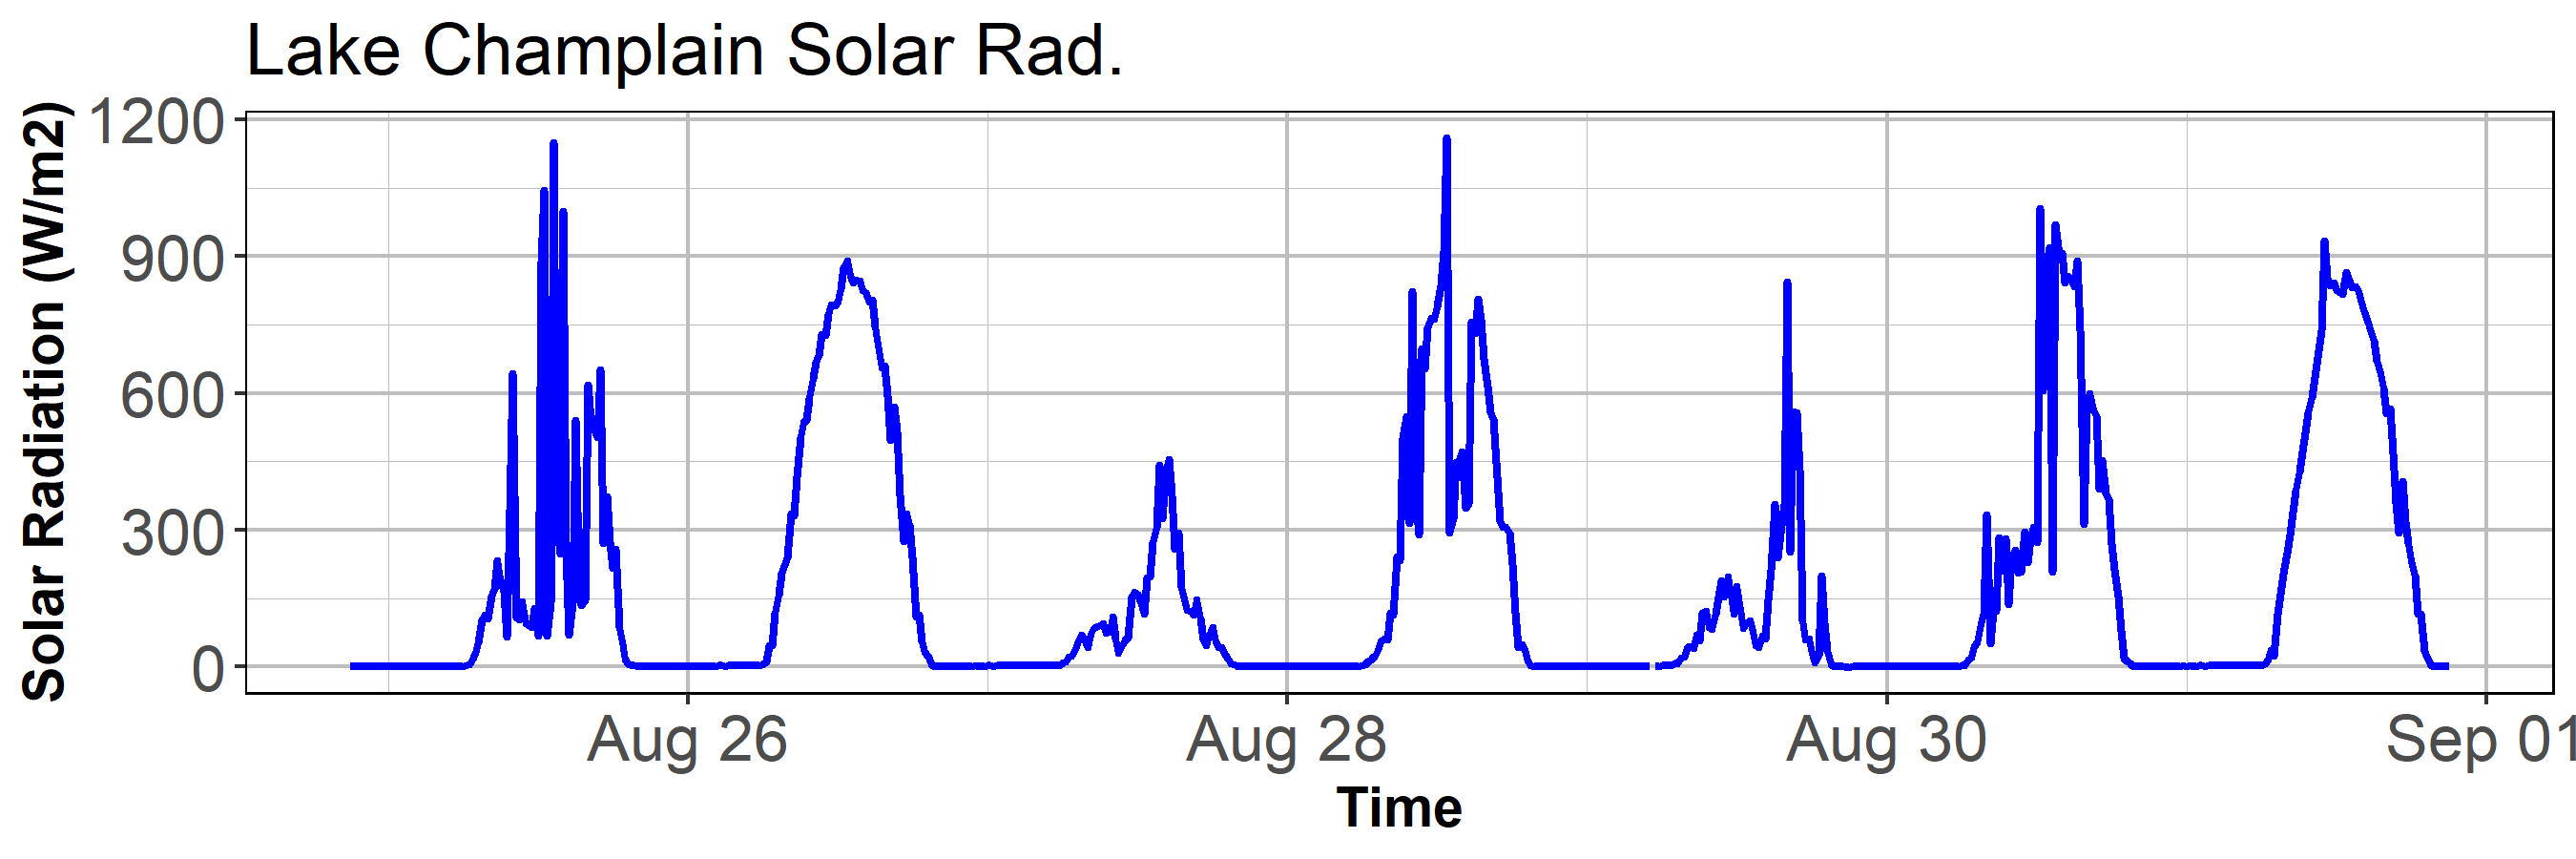 Lake Champlain Solar Rad.
Solar Radiation (W/m2)
1200
900
600
300
0
Aug 26 Aug 28 Aug 30 Sep 01
Time